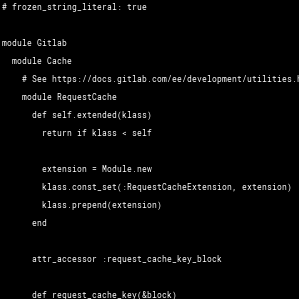 # frozen_string_literal: true
module Gitlab
module Cache
# See https://docs.gitlab.com/ee/development/utilities.
module RequestCache
def self.extended(klass)
return if klass < self
extension = Module.new
klass.const_set(:RequestCacheExtension, extension)
klass.prepend(extension)
end
attr_accessor :request_cache_key_block
def request_cache_key(&block)